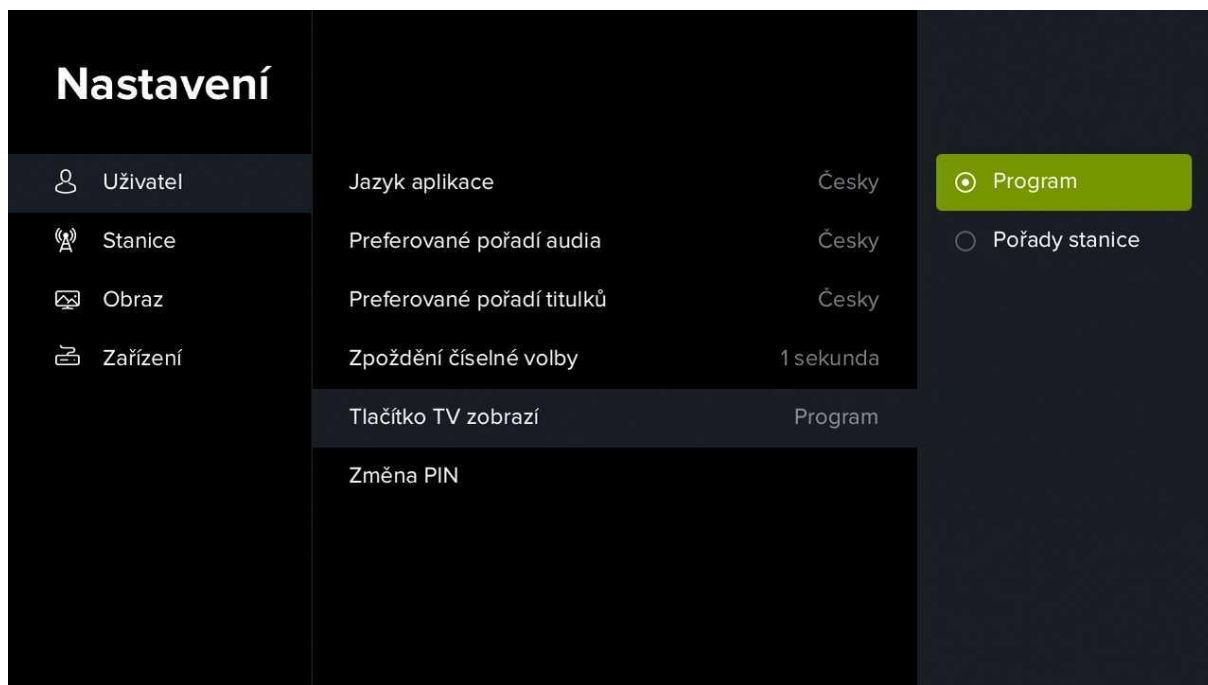 Nastavení
Uživatel
Stanice
Obraz
Zařízení
Jazyk aplikace Česky
Preferované pořadí audia Česky
Preferované pořadí titulků Česky
Zpoždění číselné volby 1 sekunda
Tlačítko TV zobrazí Program
Změna PIN
Program
Pořady stanice